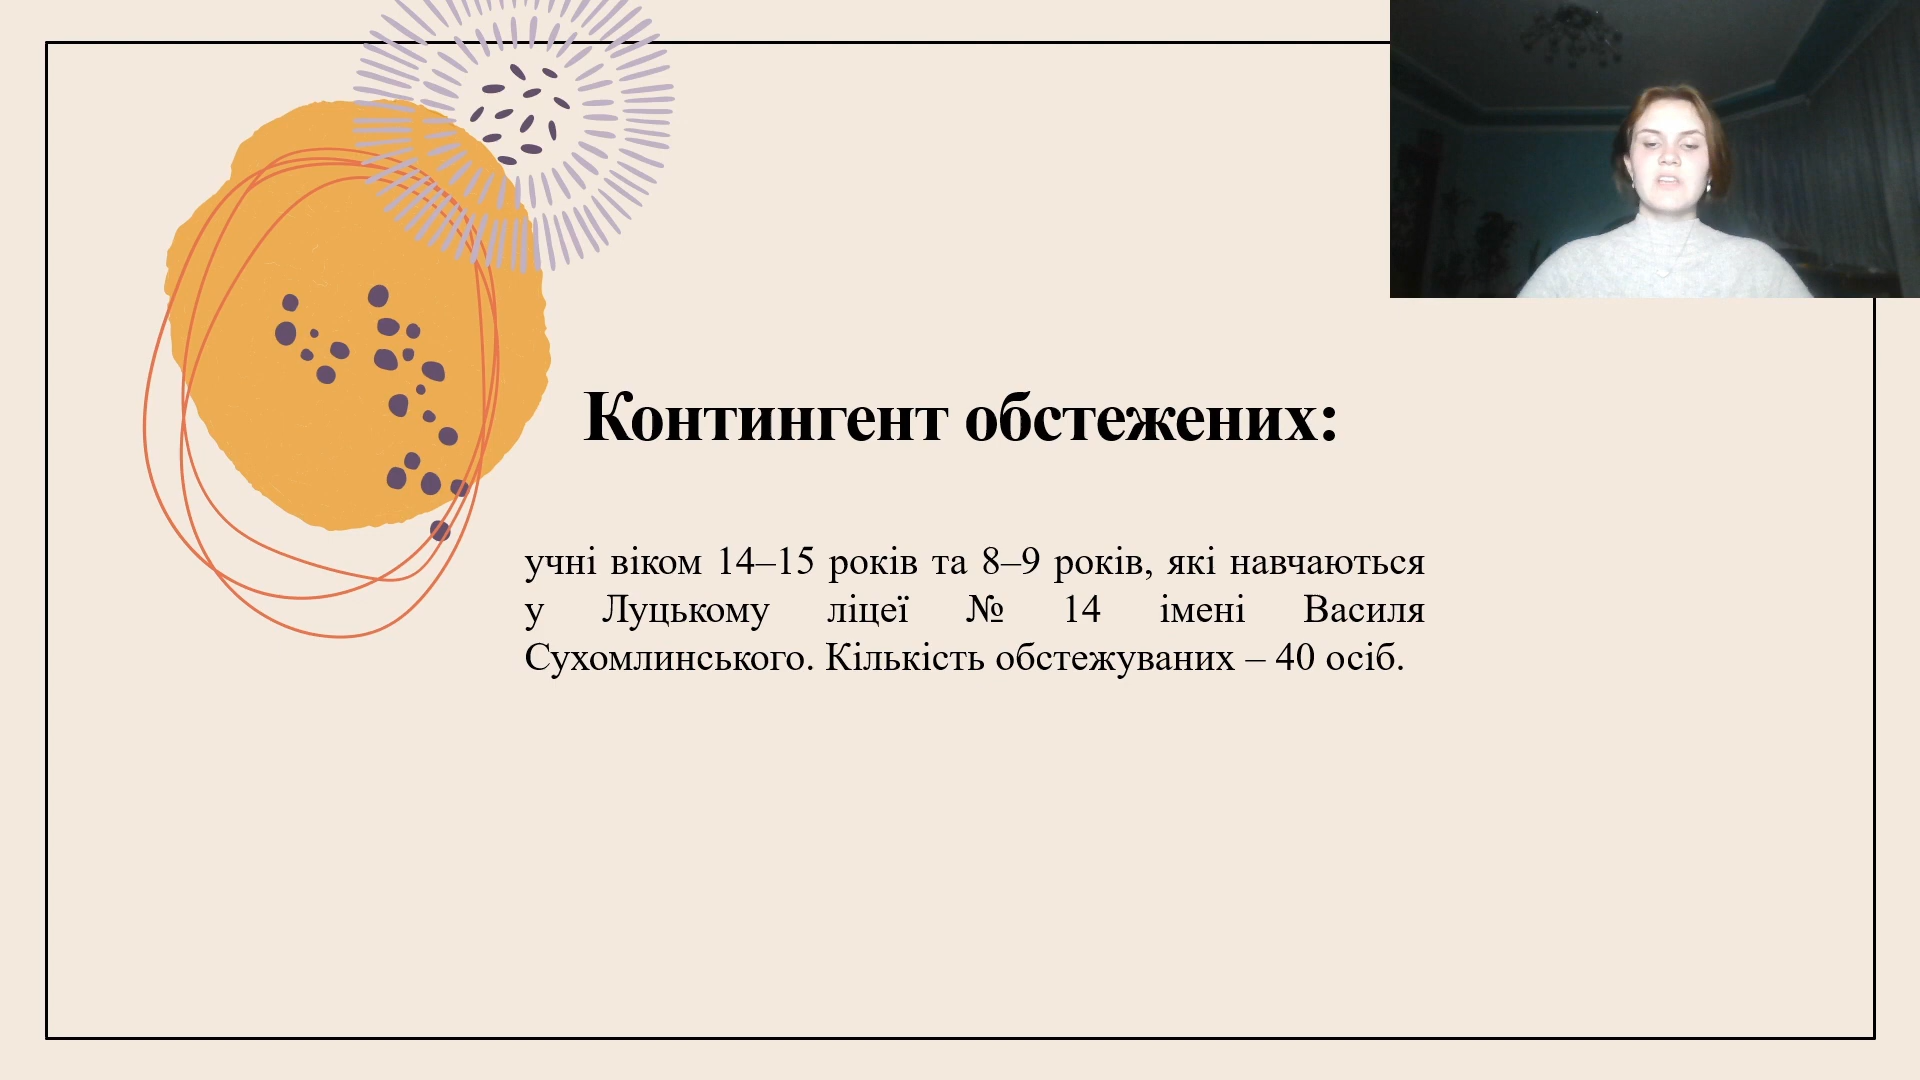 Контингент обстежених:
учні віком 14–15 років та 8–9 років, які навчаються
у Луцькому ліцеї № 14 імені Василя
Сухомлинського. Кількість обстежуваних – 40 осіб.